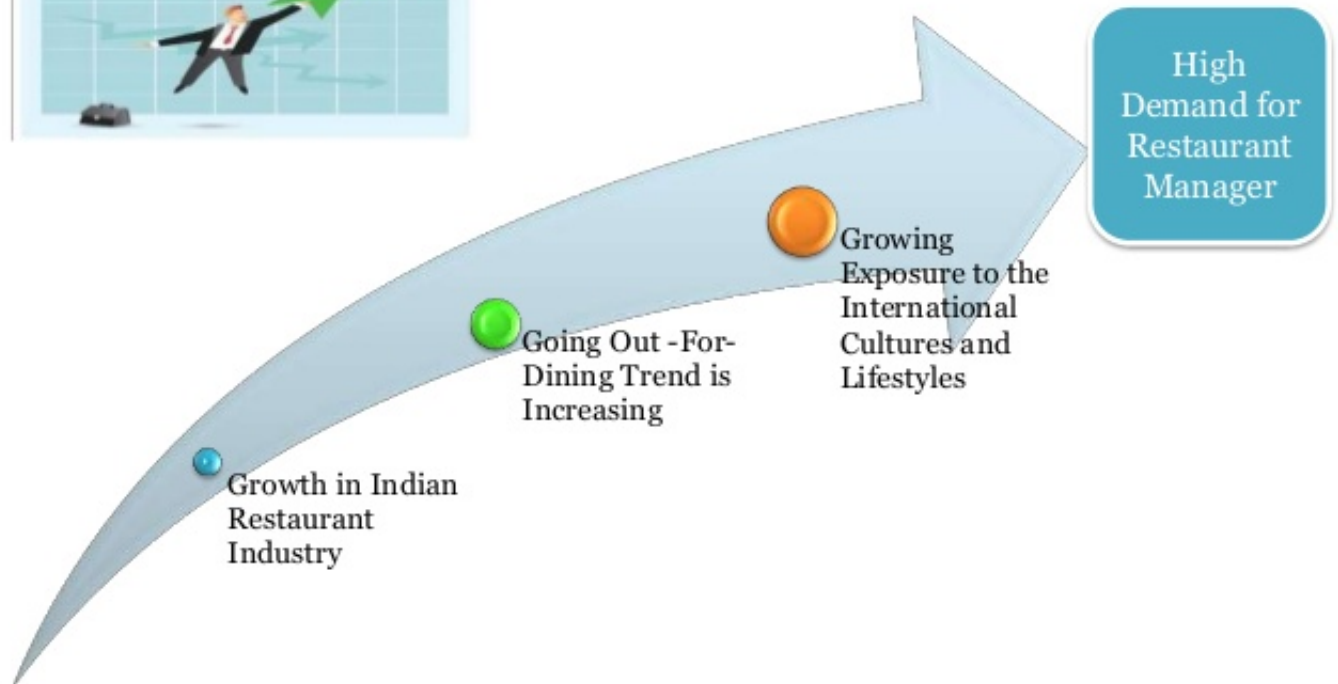 High
Demand for
Restaurant
Manager
Growing
Exposure to the
International
Cultures and
Lifestyles
Going Out -For-
Dining Trend is
Increasing
Growth in Indian
Restaurant
Industry